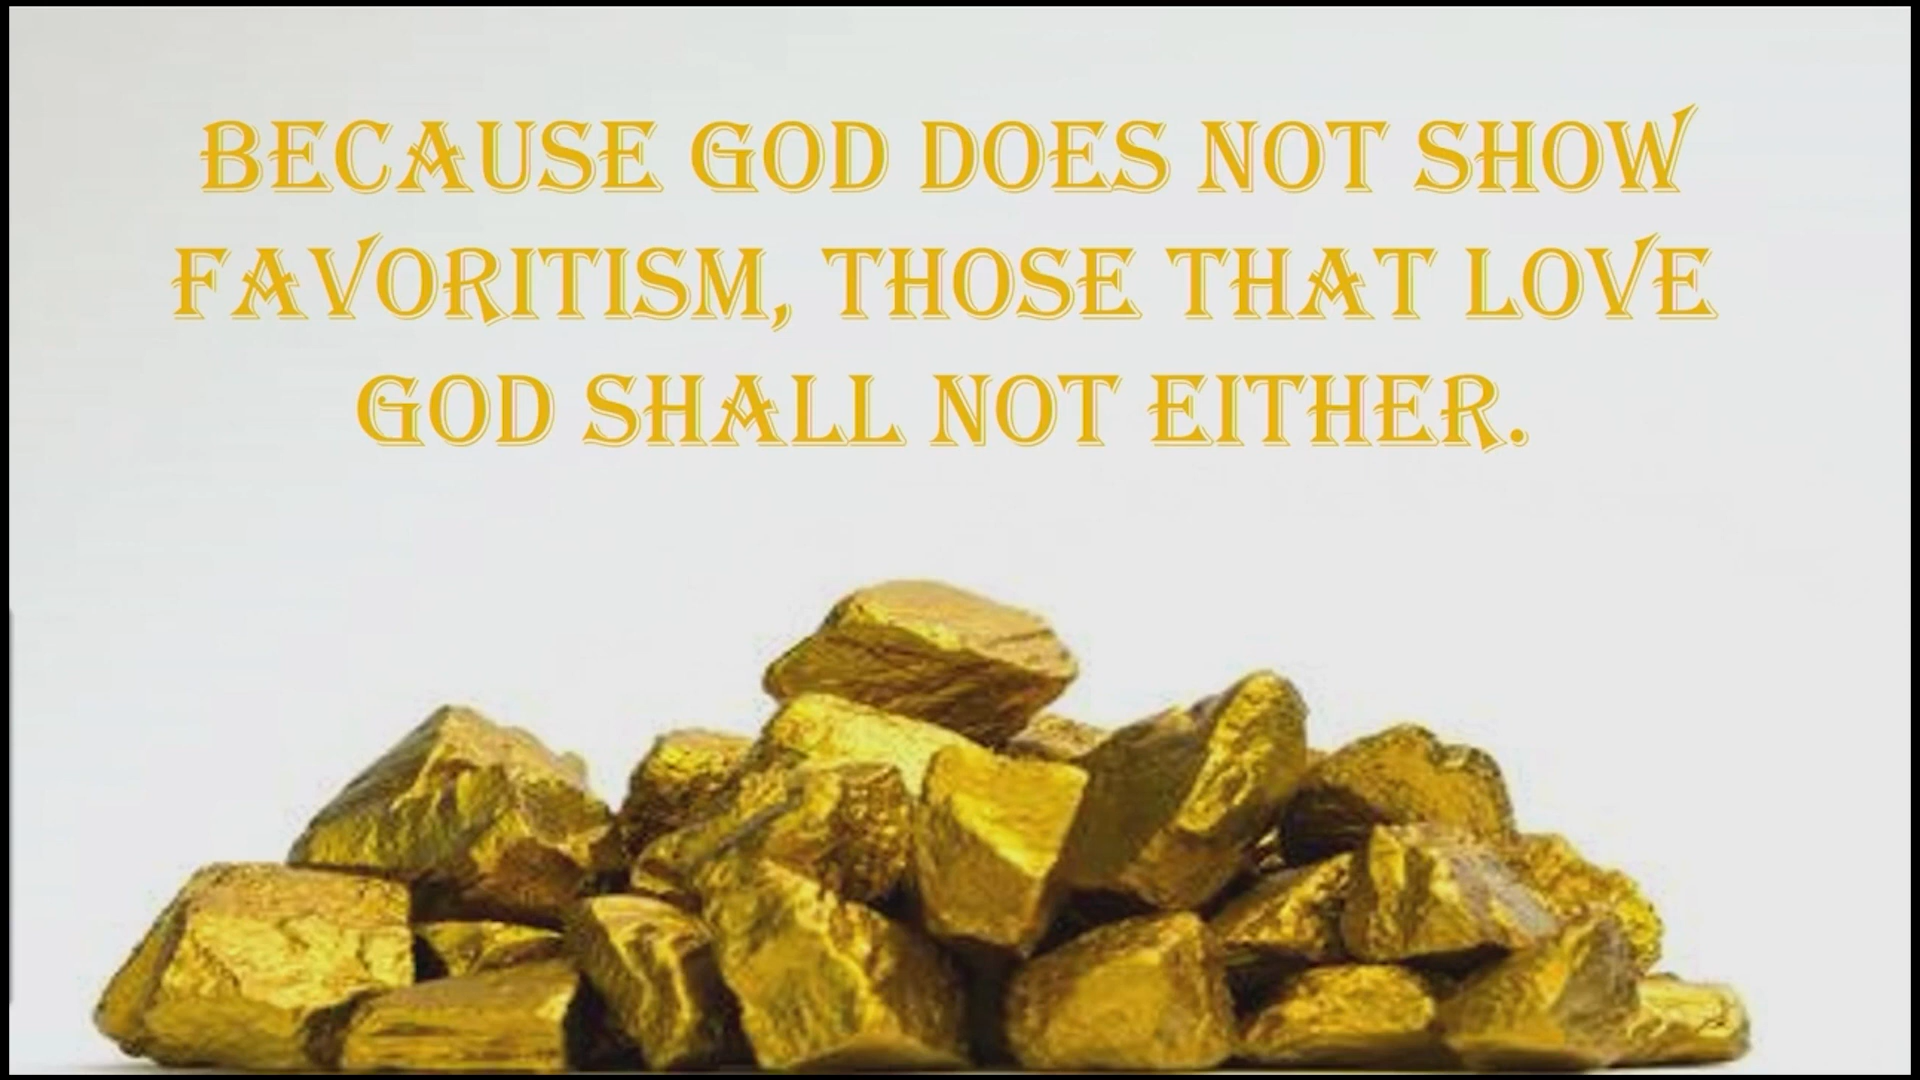 BECAUSE GOD DOES NOT SHOW
FAVORITISM, THOSE THAT LOVE
GOD SHALL NOT EITHER.